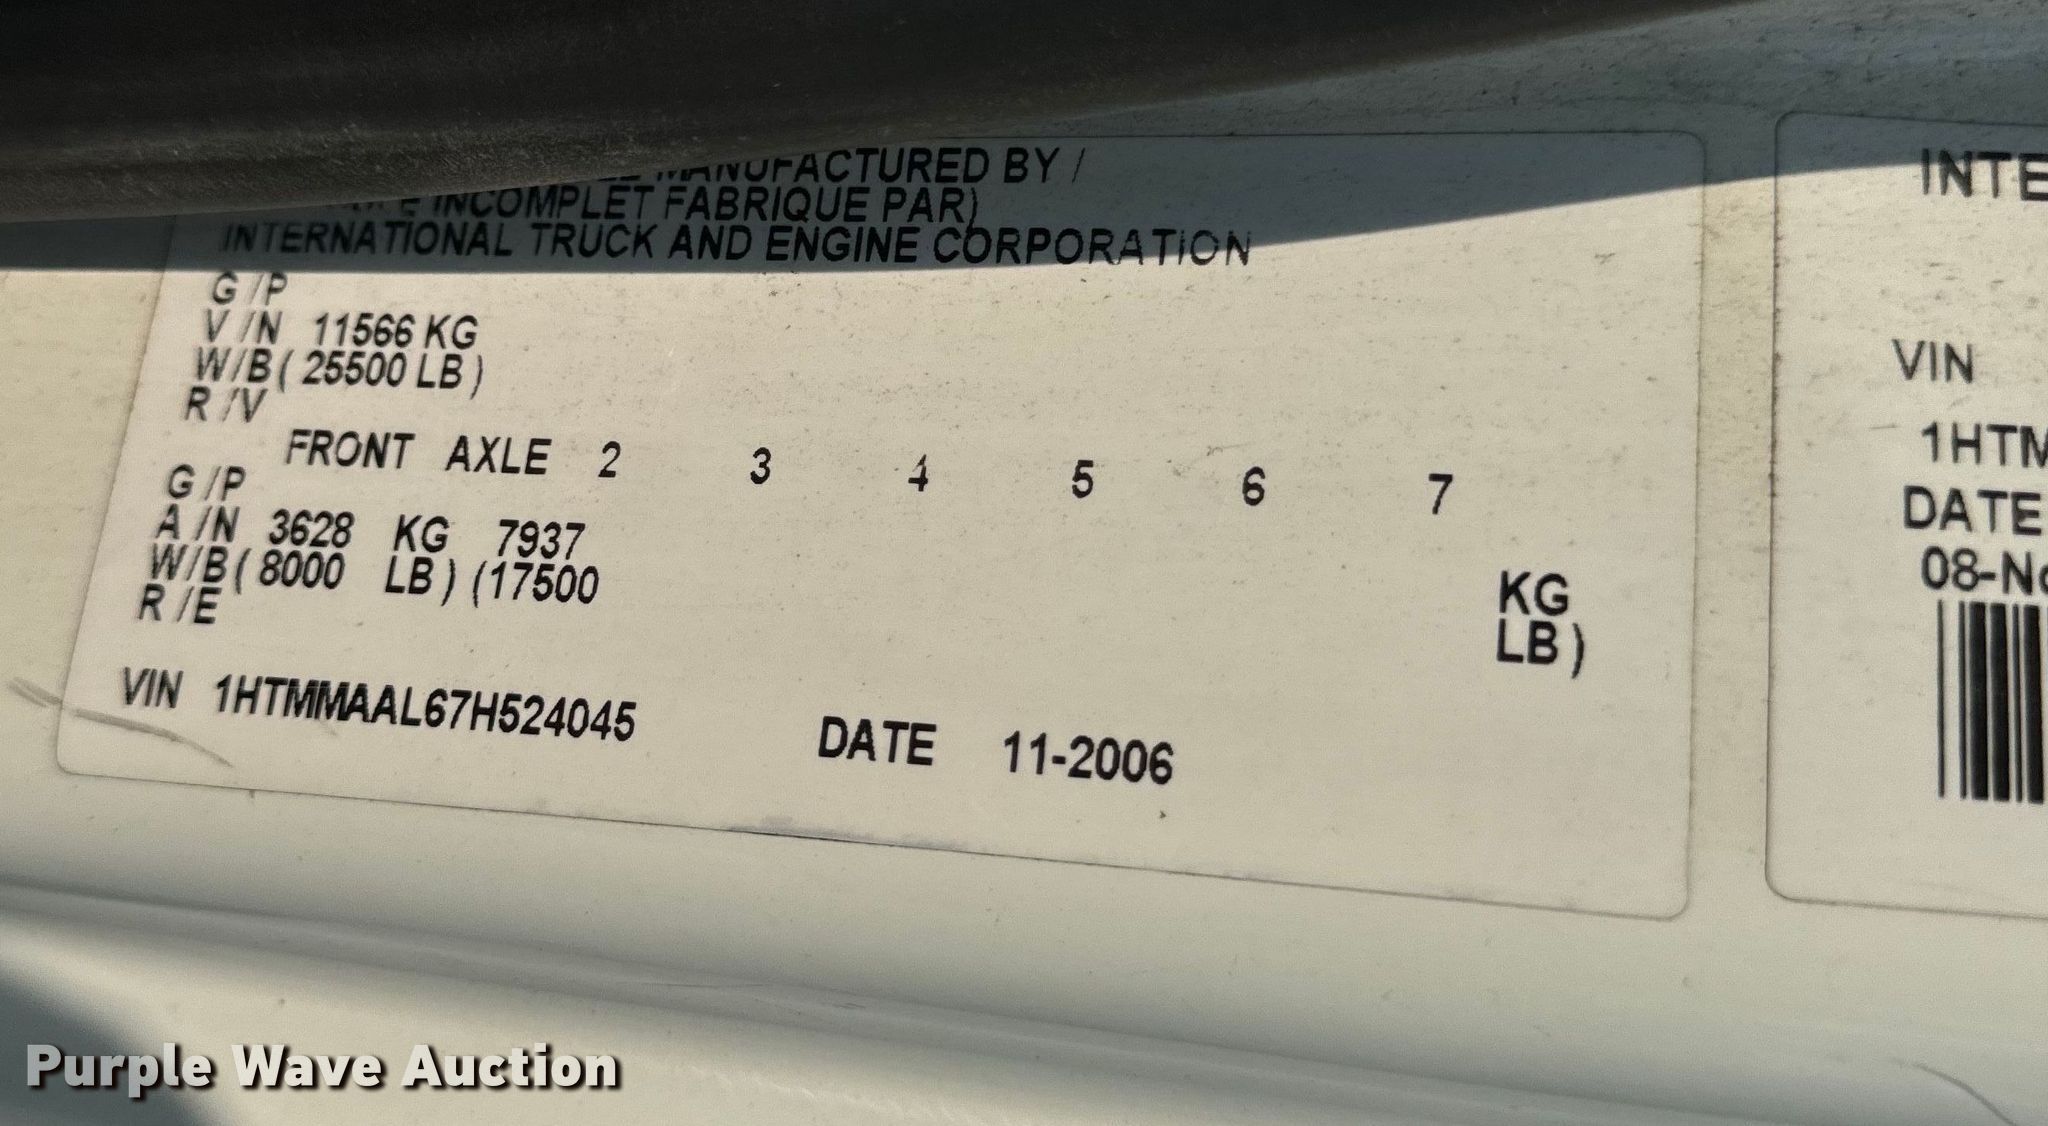 MANUFACTURED BY /
INCOMPLET FABRIQUE PAR)
INTERNATIONAL TRUCK AND ENGINE CORPORATION
G /P
V /N 11566 KG
W/B ( 25500 LB )
R /V
FRONT AXLE 2 3 4 5 6 7
G /P
A /N 3628 KG 7937 KG
W/B ( 8000 LB ) (17500 LB )
R /E
VIN 1HTMMAAL67H524045 DATE 11-2006
INTE
VIN
1HTM
DATE
08-No
Purple Wave Auction